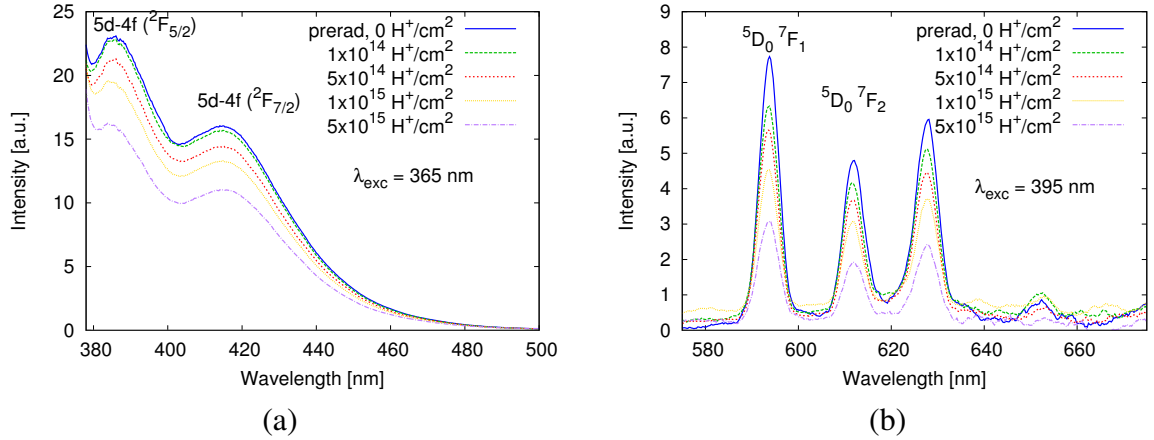 5d-4f (²F₅/₂)
5d-4f (²F₇/₂)
prerad, 0 H⁺/cm²
1x10¹⁴ H⁺/cm²
5x10¹⁴ H⁺/cm²
1x10¹⁵ H⁺/cm²
5x10¹⁵ H⁺/cm²
λexc = 365 nm
Intensity [a.u.]
25
20
15
10
5
0
380 400 420 440 460 480 500
Wavelength [nm]
(a)
⁵D₀ ⁷F₁
⁵D₀ ⁷F₂
prerad, 0 H⁺/cm²
1x10¹⁴ H⁺/cm²
5x10¹⁴ H⁺/cm²
1x10¹⁵ H⁺/cm²
5x10¹⁵ H⁺/cm²
λexc = 395 nm
Intensity [a.u.]
9
8
7
6
5
4
3
2
1
0
580 600 620 640 660
Wavelength [nm]
(b)